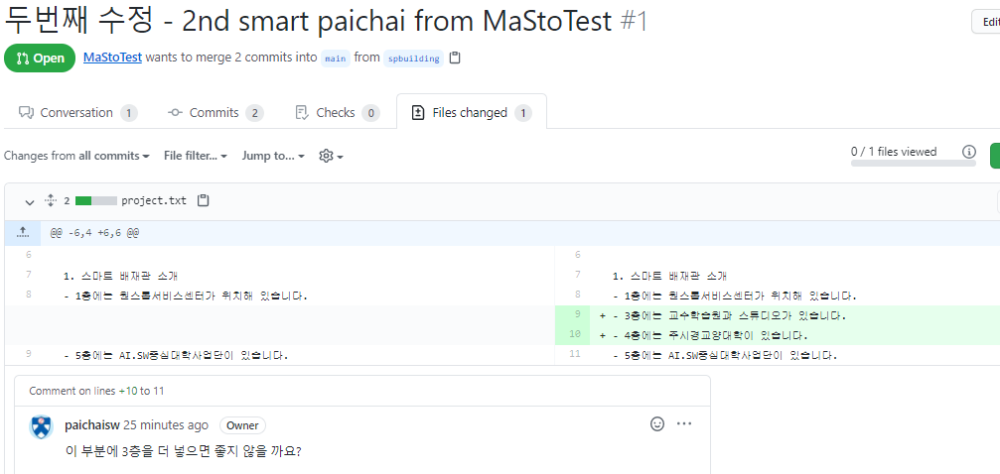 두번째 수정 - 2nd smart paichai from MaStoTest #1
Edi
Open MaStoTest wants to merge 2 commits into main from spbuilding
Conversation 1 Commits 2 Checks 0 Files changed 1
Changes from all commits File filter... Jump to... 0 / 1 files viewed
2 project.txt
@@ -6,4 +6,6 @@
6 6
7 1. 스마트 배재관 소개 7 1. 스마트 배재관 소개
8 - 1층에는 원스톱서비스센터가 위치해 있습니다. 8 - 1층에는 원스톱서비스센터가 위치해 있습니다.
9 + - 3층에는 교수학습원과 스튜디오가 있습니다.
10 + - 4층에는 주시경교양대학이 있습니다.
9 - 5층에는 AI.SW중심대학사업단이 있습니다. 11 - 5층에는 AI.SW중심대학사업단이 있습니다.
Comment on lines +10 to 11
paichaisw 25 minutes ago Owner
이 부분에 3층을 더 넣으면 좋지 않을 까요?